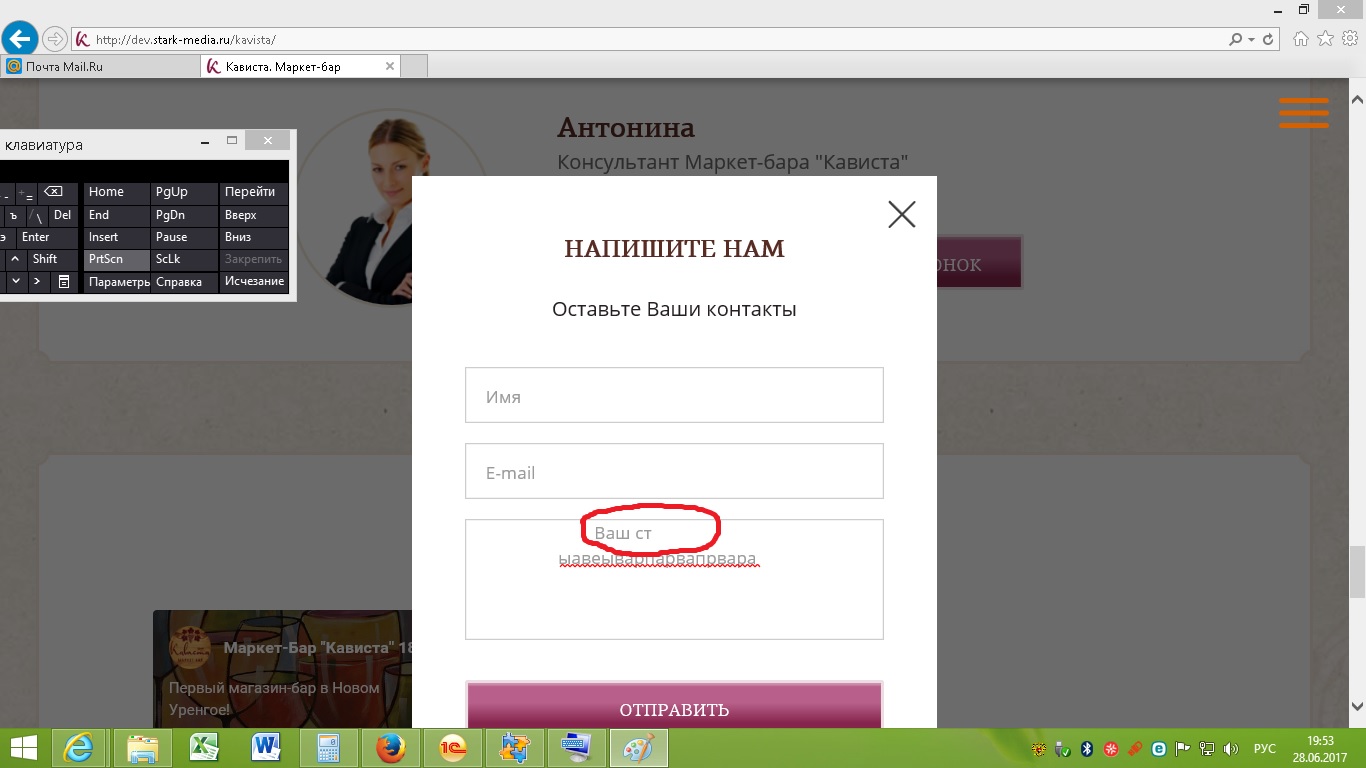 http://dev.stark-media.ru/kavista/
Почта Mail.Ru
Кависта. Маркет-бар
Антонина
Консультант Маркет-бара "Кависта"
клавиатура
- + = Home PgUp Перейти
ъ / \ Del End PgDn Вверх
э Enter Insert Pause Вниз
Shift PrtScn ScLk Закрепить
Параметры Справка Исчезание
НАПИШИТЕ НАМ
ОНОК
Оставьте Ваши контакты
Имя
E-mail
Ваш ст
ыавеыварпарвапрвара
Маркет-Бар "Кависта" 18
Первый магазин-бар в Новом
Уренгое!
ОТПРАВИТЬ
РУС
19:53
28.06.2017